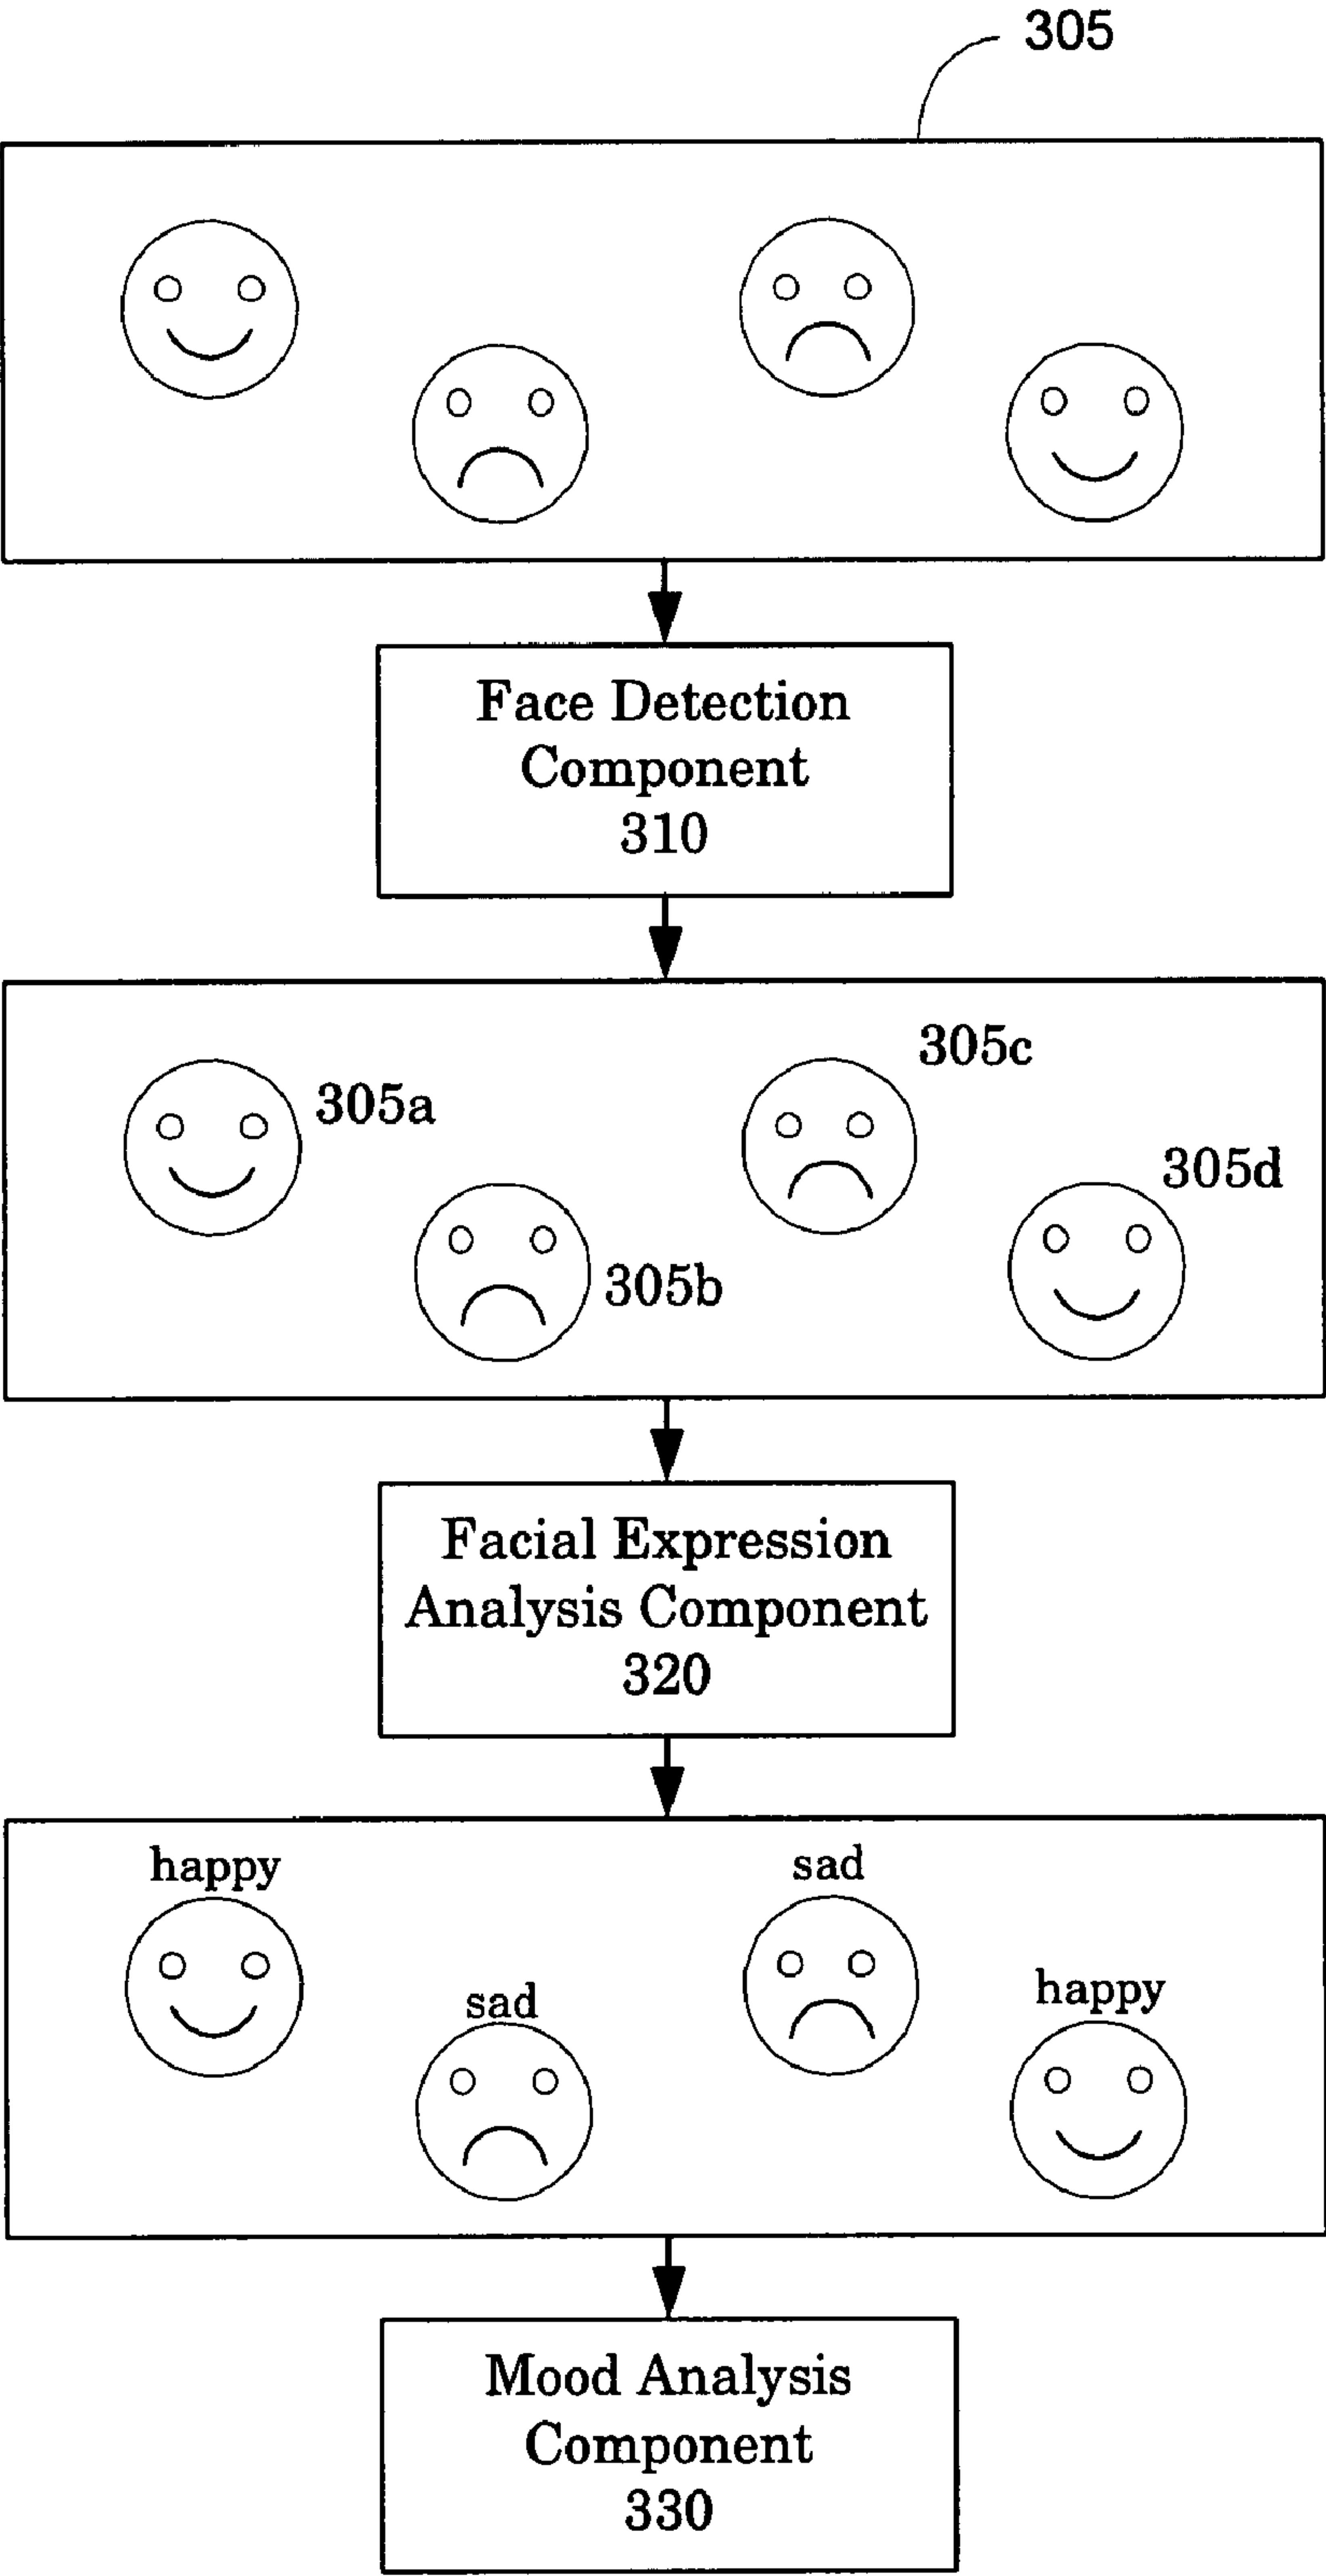 305
Face Detection
Component
310
305a
305c
305b
305d
Facial Expression
Analysis Component
320
happy
sad
sad
happy
Mood Analysis
Component
330